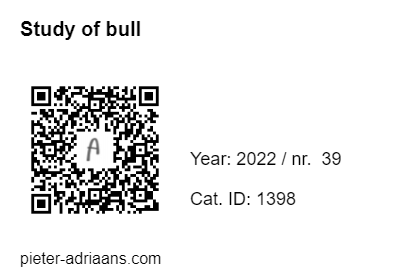 Study of bull
A
Year: 2022 / nr.  39
Cat. ID: 1398
pieter-adriaans.com